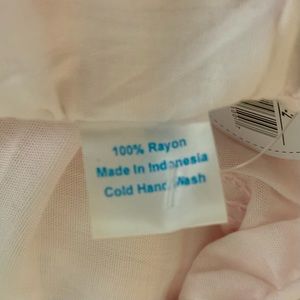 100% Rayon
Made In Indonesia
Cold Hand Wash